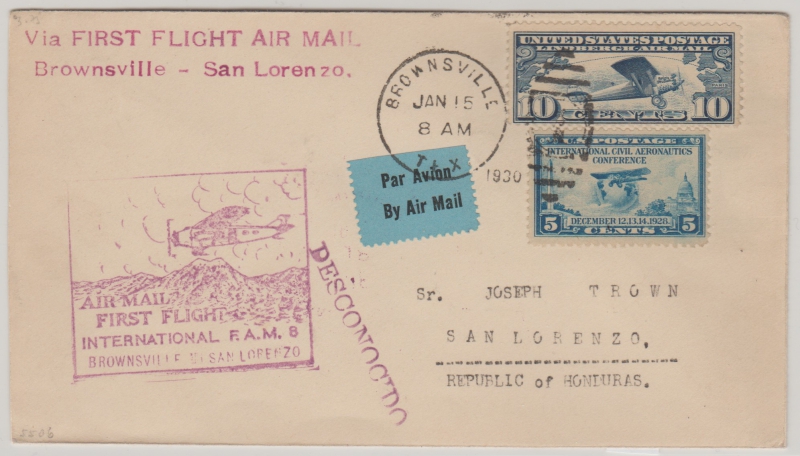 Via FIRST FLIGHT AIR MAIL
Brownsville - San Lorenzo.
BROWNSVILLE
JAN 15
8 AM
TEX.
1930
UNITED STATES POSTAGE
LINDBERGH-AIR MAIL
10 CENTS 10
U.S. POSTAGE
INTERNATIONAL CIVIL AERONAUTICS
CONFERENCE
DECEMBER 12.13.14 1928.
5 CENTS 5
Par Avion
By Air Mail
AIR MAIL
FIRST FLIGHT
INTERNATIONAL F.A.M. 8
BROWNSVILLE SAN LORENZO
DESCONOCIDO
Sr. JOSEPH TROWN
SAN LORENZO,
REPUBLIC of HONDURAS.